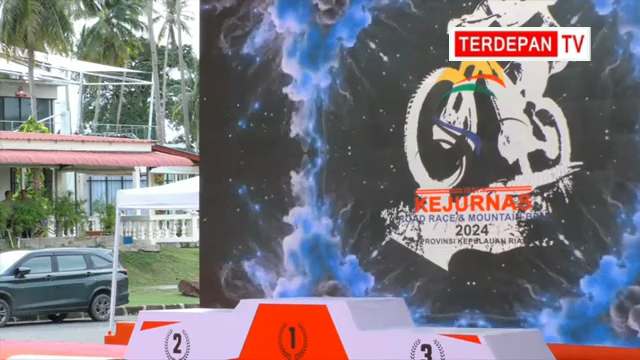 TERDEPAN TV
KEJURNAS
ROAD RACE & MOUNTAIN
2024
PROVINSI KEPULAUAN RIAU
2
1
3